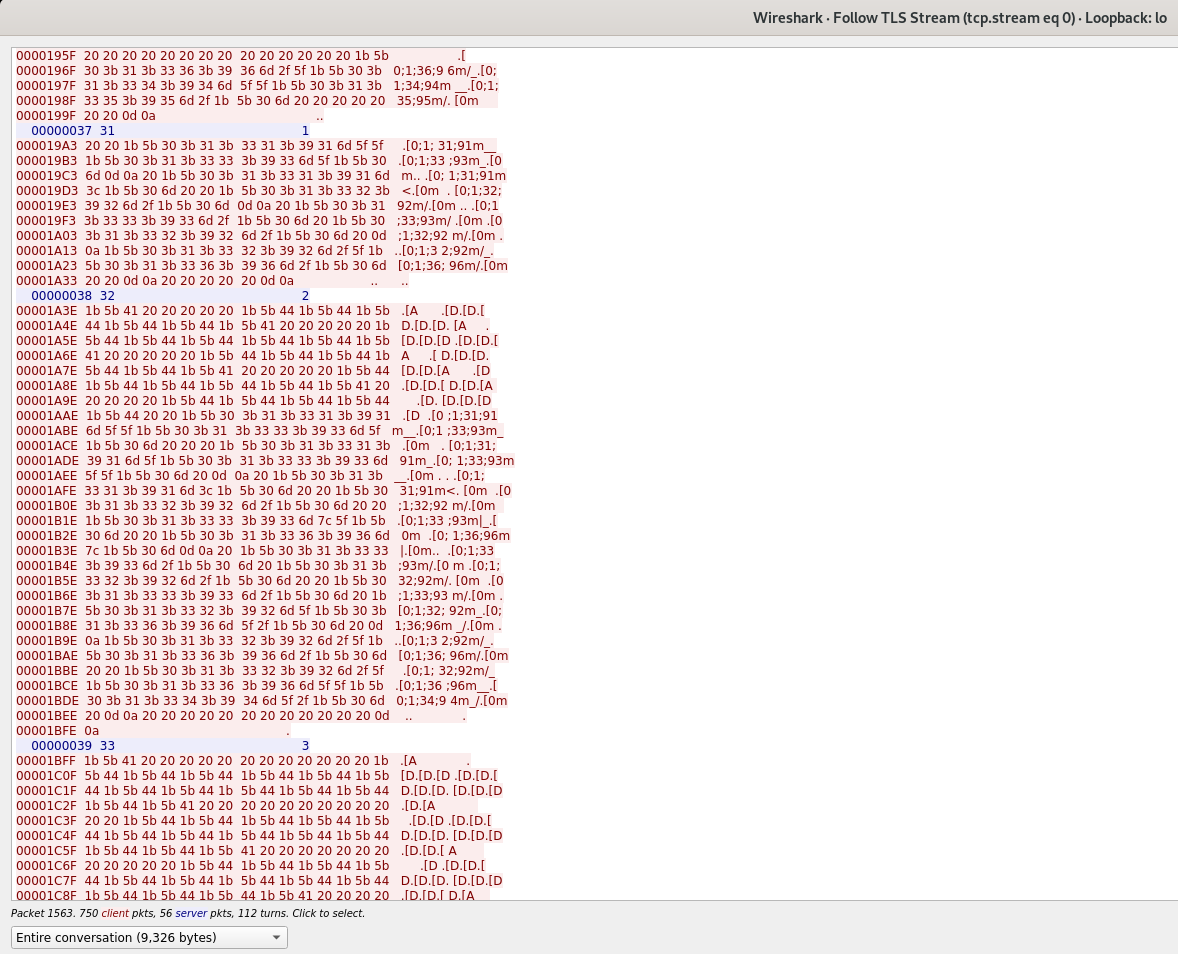 Wireshark · Follow TLS Stream (tcp.stream eq 0) · Loopback: lo
0000195F  20 20 20 20 20 20 20 20  20 20 20 20 20 20 1b 5b                 .[
0000196F  30 3b 31 3b 33 36 3b 39  36 6d 2f 5f 1b 5b 30 3b   0;1;36;9 6m/_.[0;
0000197F  31 3b 33 34 3b 39 34 6d  5f 5f 1b 5b 30 3b 31 3b   1;34;94m __.[0;1;
0000198F  33 35 3b 39 35 6d 2f 1b  5b 30 6d 20 20 20 20 20   35;95m/. [0m
0000199F  20 20 0d 0a                                          ..
00000037  31                                                 1
000019A3  20 20 1b 5b 30 3b 31 3b  33 31 3b 39 31 6d 5f 5f     .[0;1; 31;91m__
000019B3  1b 5b 30 3b 31 3b 33 33  3b 39 33 6d 5f 1b 5b 30   .[0;1;33 ;93m_.[0
000019C3  6d 0d 0a 20 1b 5b 30 3b  31 3b 33 31 3b 39 31 6d   m.. .[0; 1;31;91m
000019D3  3c 1b 5b 30 6d 20 20 1b  5b 30 3b 31 3b 33 32 3b   <.[0m  . [0;1;32;
000019E3  39 32 6d 2f 1b 5b 30 6d  0d 0a 20 1b 5b 30 3b 31   92m/.[0m .. .[0;1
000019F3  3b 33 33 3b 39 33 6d 2f  1b 5b 30 6d 20 1b 5b 30   ;33;93m/ .[0m .[0
00001A03  3b 31 3b 33 32 3b 39 32  6d 2f 1b 5b 30 6d 20 0d   ;1;32;92 m/.[0m .
00001A13  0a 1b 5b 30 3b 31 3b 33  32 3b 39 32 6d 2f 5f 1b   ..[0;1;3 2;92m/_.
00001A23  5b 30 3b 31 3b 33 36 3b  39 36 6d 2f 1b 5b 30 6d   [0;1;36; 96m/.[0m
00001A33  20 20 0d 0a 20 20 20 20  20 0d 0a                    ..      ..
00000038  32                                                 2
00001A3E  1b 5b 41 20 20 20 20 20  1b 5b 44 1b 5b 44 1b 5b   .[A      .[D.[D.[
00001A4E  44 1b 5b 44 1b 5b 44 1b  5b 41 20 20 20 20 20 1b   D.[D.[D. [A     .
00001A5E  5b 44 1b 5b 44 1b 5b 44  1b 5b 44 1b 5b 44 1b 5b   [D.[D.[D .[D.[D.[
00001A6E  41 20 20 20 20 20 1b 5b  44 1b 5b 44 1b 5b 44 1b   A     .[ D.[D.[D.
00001A7E  5b 44 1b 5b 44 1b 5b 41  20 20 20 20 20 1b 5b 44   [D.[D.[A      .[D
00001A8E  1b 5b 44 1b 5b 44 1b 5b  44 1b 5b 44 1b 5b 41 20   .[D.[D.[ D.[D.[A
00001A9E  20 20 20 20 1b 5b 44 1b  5b 44 1b 5b 44 1b 5b 44       .[D. [D.[D.[D
00001AAE  1b 5b 44 20 20 1b 5b 30  3b 31 3b 33 31 3b 39 31   .[D  .[0 ;1;31;91
00001ABE  6d 5f 5f 1b 5b 30 3b 31  3b 33 33 3b 39 33 6d 5f   m__.[0;1 ;33;93m_
00001ACE  1b 5b 30 6d 20 20 20 1b  5b 30 3b 31 3b 33 31 3b   .[0m   . [0;1;31;
00001ADE  39 31 6d 5f 1b 5b 30 3b  31 3b 33 33 3b 39 33 6d   91m_.[0; 1;33;93m
00001AEE  5f 5f 1b 5b 30 6d 20 0d  0a 20 1b 5b 30 3b 31 3b   __.[0m . . .[0;1;
00001AFE  33 31 3b 39 31 6d 3c 1b  5b 30 6d 20 20 1b 5b 30   31;91m<. [0m  .[0
00001B0E  3b 31 3b 33 32 3b 39 32  6d 2f 1b 5b 30 6d 20 20   ;1;32;92 m/.[0m
00001B1E  1b 5b 30 3b 31 3b 33 33  3b 39 33 6d 7c 5f 1b 5b   .[0;1;33 ;93m|_.[
00001B2E  30 6d 20 20 1b 5b 30 3b  31 3b 33 36 3b 39 36 6d   0m  .[0; 1;36;96m
00001B3E  7c 1b 5b 30 6d 0d 0a 20  1b 5b 30 3b 31 3b 33 33   |.[0m..  .[0;1;33
00001B4E  3b 39 33 6d 2f 1b 5b 30  6d 20 1b 5b 30 3b 31 3b   ;93m/.[0 m .[0;1;
00001B5E  33 32 3b 39 32 6d 2f 1b  5b 30 6d 20 20 1b 5b 30   32;92m/. [0m  .[0
00001B6E  3b 31 3b 33 33 3b 39 33  6d 2f 1b 5b 30 6d 20 1b   ;1;33;93 m/.[0m .
00001B7E  5b 30 3b 31 3b 33 32 3b  39 32 6d 5f 1b 5b 30 3b   [0;1;32; 92m_.[0;
00001B8E  31 3b 33 36 3b 39 36 6d  5f 2f 1b 5b 30 6d 20 0d   1;36;96m _/.[0m .
00001B9E  0a 1b 5b 30 3b 31 3b 33  32 3b 39 32 6d 2f 5f 1b   ..[0;1;3 2;92m/_.
00001BAE  5b 30 3b 31 3b 33 36 3b  39 36 6d 2f 1b 5b 30 6d   [0;1;36; 96m/.[0m
00001BBE  20 20 1b 5b 30 3b 31 3b  33 32 3b 39 32 6d 2f 5f     .[0;1; 32;92m/_
00001BCE  1b 5b 30 3b 31 3b 33 36  3b 39 36 6d 5f 5f 1b 5b   .[0;1;36 ;96m__.[
00001BDE  30 3b 31 3b 33 34 3b 39  34 6d 5f 2f 1b 5b 30 6d   0;1;34;9 4m_/.[0m
00001BEE  20 0d 0a 20 20 20 20 20  20 20 20 20 20 20 20 0d    ..             .
00001BFE  0a                                                 .
00000039  33                                                 3
00001BFF  1b 5b 41 20 20 20 20 20  20 20 20 20 20 20 20 1b   .[A             .
00001C0F  5b 44 1b 5b 44 1b 5b 44  1b 5b 44 1b 5b 44 1b 5b   [D.[D.[D .[D.[D.[
00001C1F  44 1b 5b 44 1b 5b 44 1b  5b 44 1b 5b 44 1b 5b 44   D.[D.[D. [D.[D.[D
00001C2F  1b 5b 44 1b 5b 41 20 20  20 20 20 20 20 20 20 20   .[D.[A
00001C3F  20 20 1b 5b 44 1b 5b 44  1b 5b 44 1b 5b 44 1b 5b     .[D.[D .[D.[D.[
00001C4F  44 1b 5b 44 1b 5b 44 1b  5b 44 1b 5b 44 1b 5b 44   D.[D.[D. [D.[D.[D
00001C5F  1b 5b 44 1b 5b 44 1b 5b  41 20 20 20 20 20 20 20   .[D.[D.[ A
00001C6F  20 20 20 20 20 1b 5b 44  1b 5b 44 1b 5b 44 1b 5b        .[D .[D.[D.[
00001C7F  44 1b 5b 44 1b 5b 44 1b  5b 44 1b 5b 44 1b 5b 44   D.[D.[D. [D.[D.[D
00001C8F  1b 5b 44 1b 5b 44 1b 5b  44 1b 5b 41 20 20 20 20   .[D.[D.[ D.[A
Packet 1563. 750 client pkts, 56 server pkts, 112 turns. Click to select.
Entire conversation (9,326 bytes)